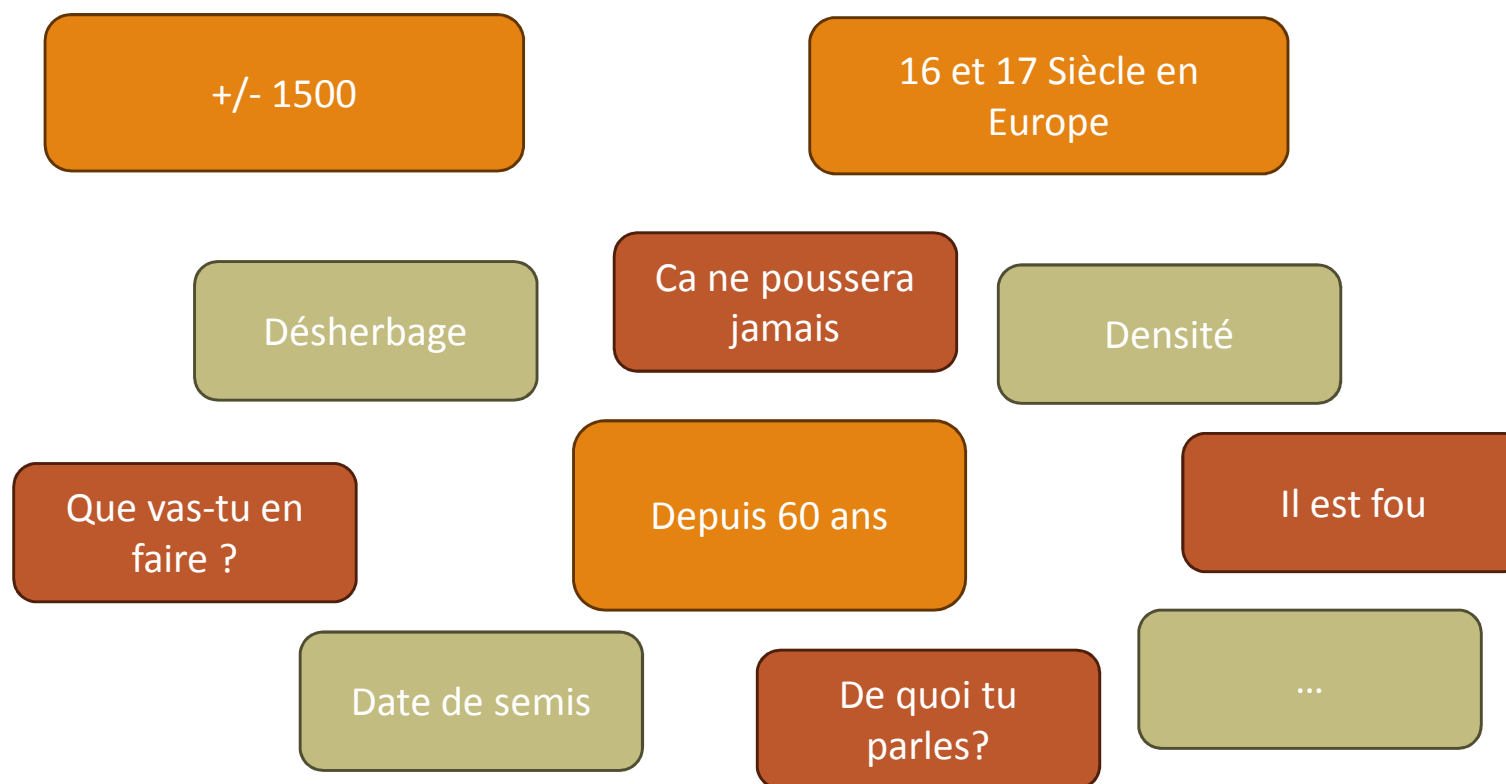 +/- 1500
16 et 17 Siècle en
Europe
Ca ne poussera
jamais
Désherbage
Densité
Que vas-tu en
faire ?
Depuis 60 ans
Il est fou
Date de semis
De quoi tu
parles?
...